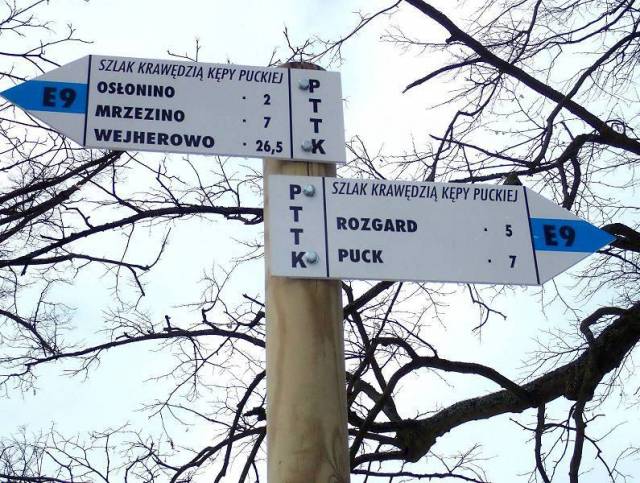 SZLAK KRAWĘDZIĄ KĘPY PUCKIEJ
E9
OSŁONINO · 2
MRZEZINO · 7
WEJHEROWO · 26,5
PTTK
PTTK
SZLAK KRAWĘDZIĄ KĘPY PUCKIEJ
ROZGARD · 5
PUCK · 7
E9